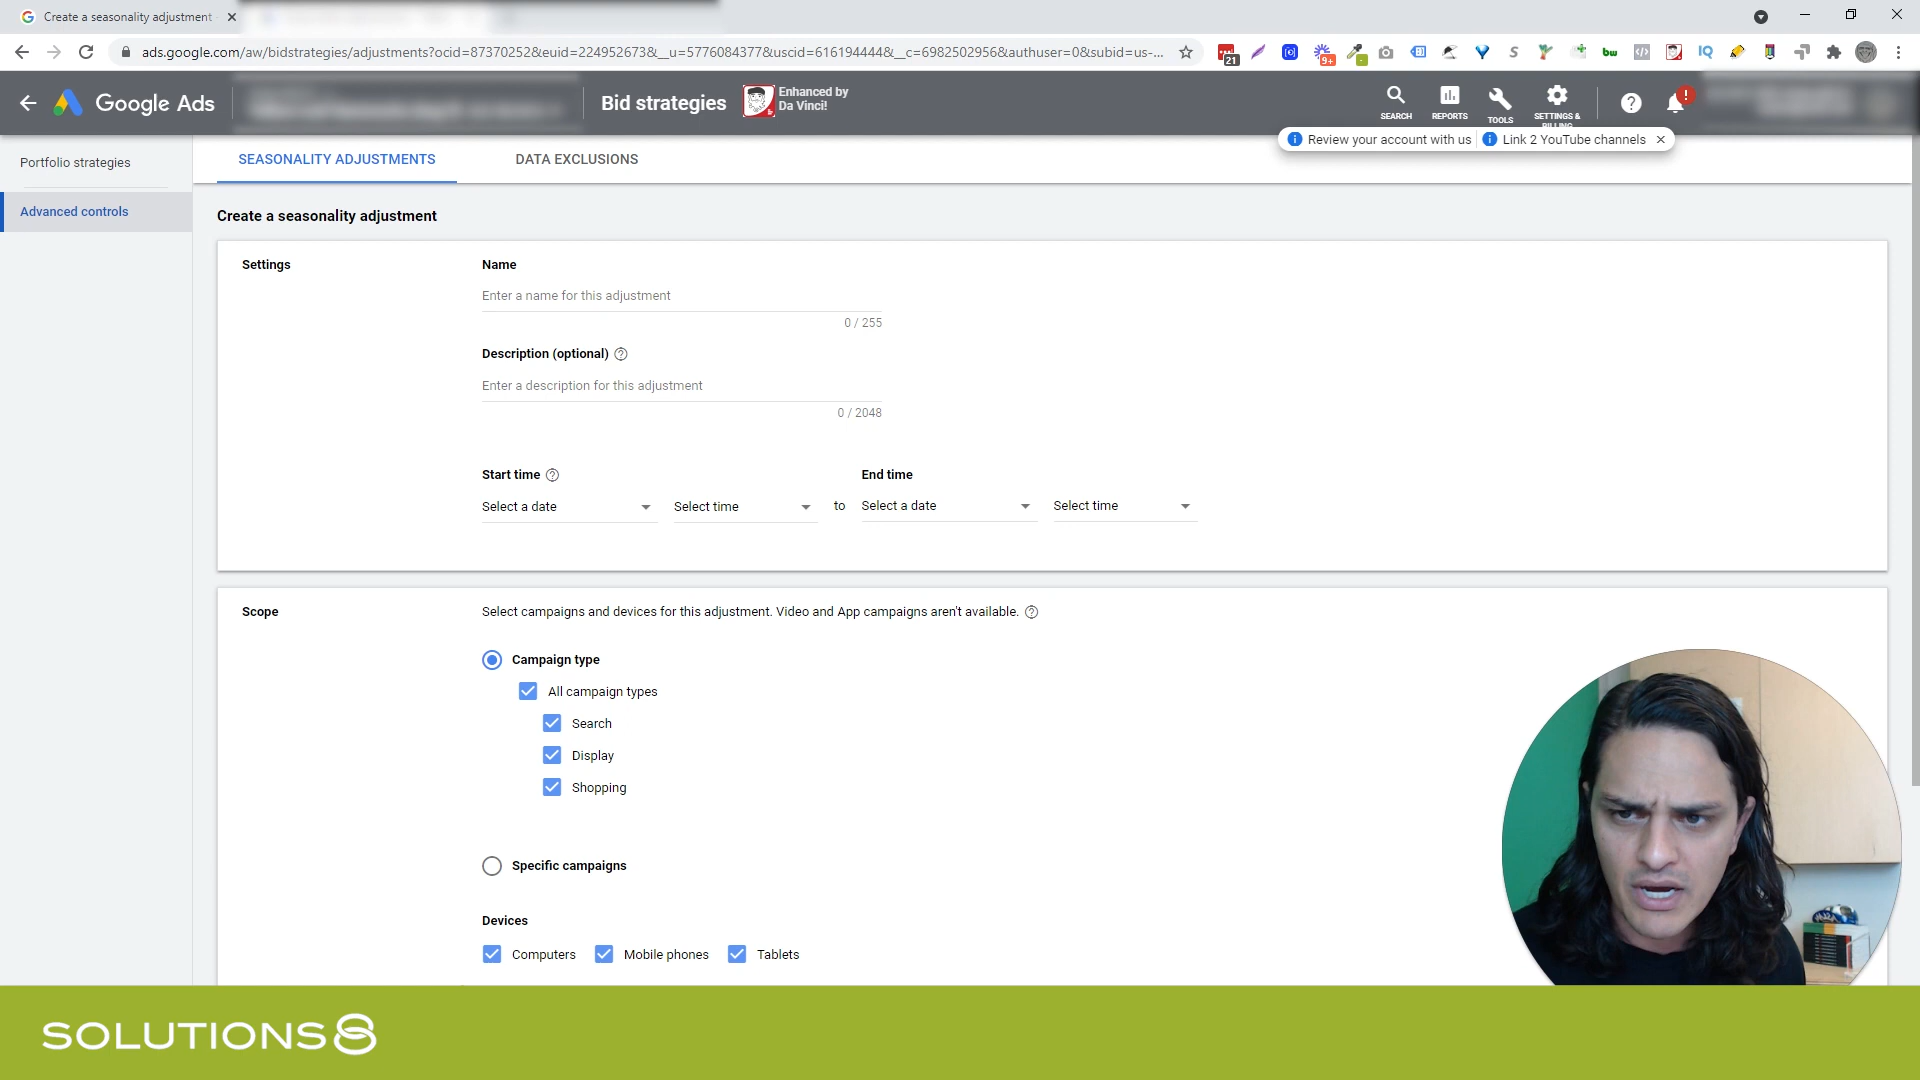 Create a seasonality adjustment
ads.google.com/aw/bidstrategies/adjustments?ocid=87370252&euid=224952673&__u=5776084377&uscid=616194444&__c=6982502956&authuser=0&subid=us-...
21
9+
bw
IQ
Google Ads
Bid strategies
Enhanced by
Da Vinci!
SEARCH
REPORTS
TOOLS
SETTINGS &
BILLING
!
Review your account with us
Link 2 YouTube channels
Portfolio strategies
Advanced controls
SEASONALITY ADJUSTMENTS
DATA EXCLUSIONS
Create a seasonality adjustment
Settings
Name
Enter a name for this adjustment
0 / 255
Description (optional)
Enter a description for this adjustment
0 / 2048
Start time
End time
Select a date
Select time
to
Select a date
Select time
Scope
Select campaigns and devices for this adjustment. Video and App campaigns aren't available.
Campaign type
All campaign types
Search
Display
Shopping
Specific campaigns
Devices
Computers
Mobile phones
Tablets
SOLUTIONS8